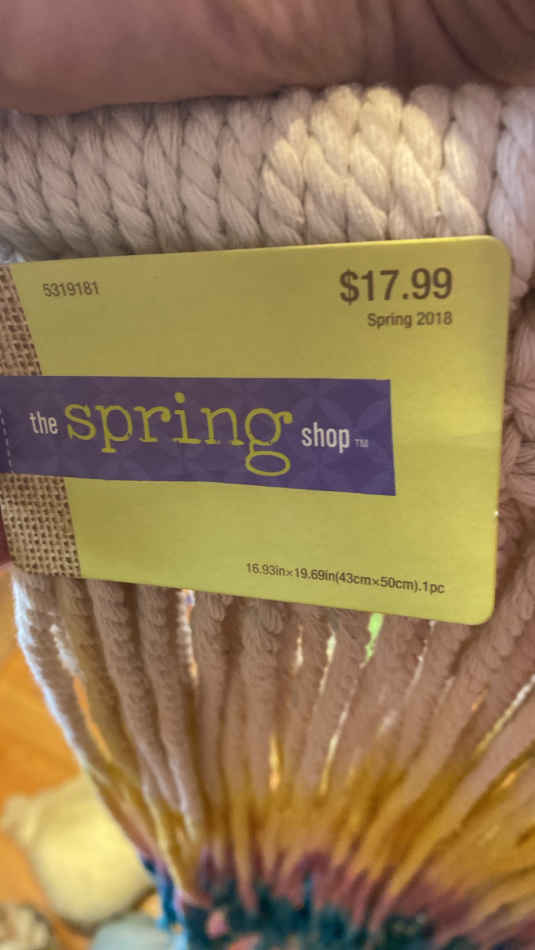 5319181
$17.99
Spring 2018
the spring shop™
16.93in×19.69in(43cm×50cm).1pc